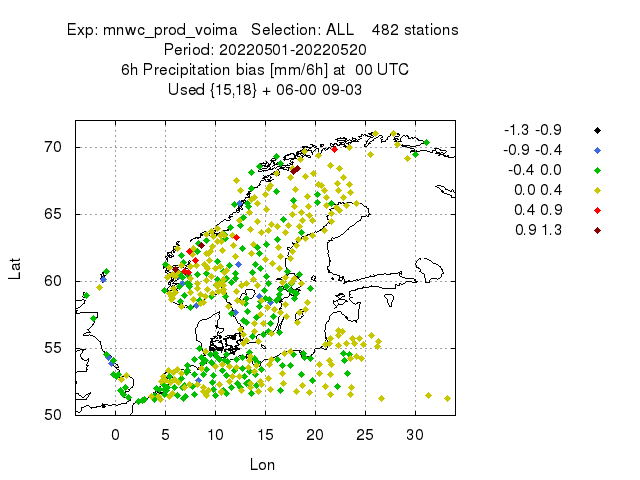 Exp: mnwc_prod_voima   Selection: ALL    482 stations
Period: 20220501-20220520
6h Precipitation bias [mm/6h] at  00 UTC
Used {15,18} + 06-00 09-03
-1.3 -0.9
-0.9 -0.4
-0.4 0.0
0.0 0.4
0.4 0.9
0.9 1.3
70
65
60
55
50
Lat
0 5 10 15 20 25 30
Lon